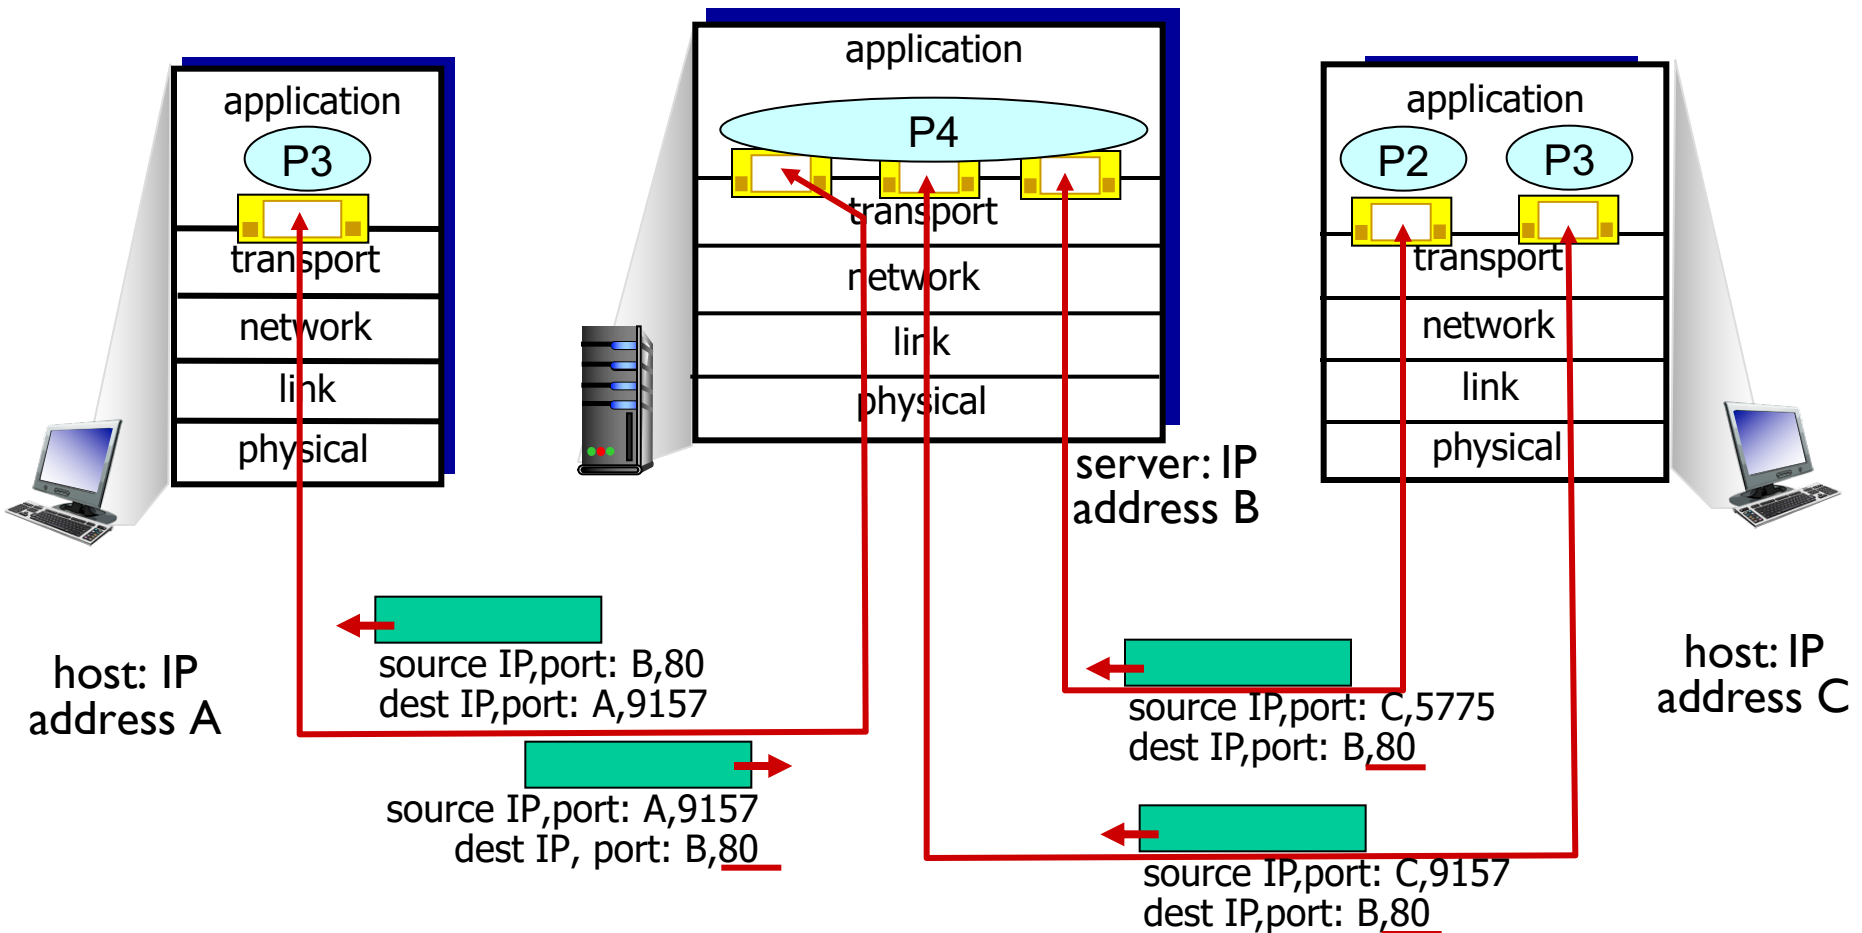 application
P3
transport
network
link
physical
host: IP
address A
application
P4
transport
network
link
physical
server: IP
address B
application
P2
P3
transport
network
link
physical
host: IP
address C
source IP,port: B,80
dest IP,port: A,9157
source IP,port: A,9157
dest IP, port: B,80
source IP,port: C,5775
dest IP,port: B,80
source IP,port: C,9157
dest IP,port: B,80